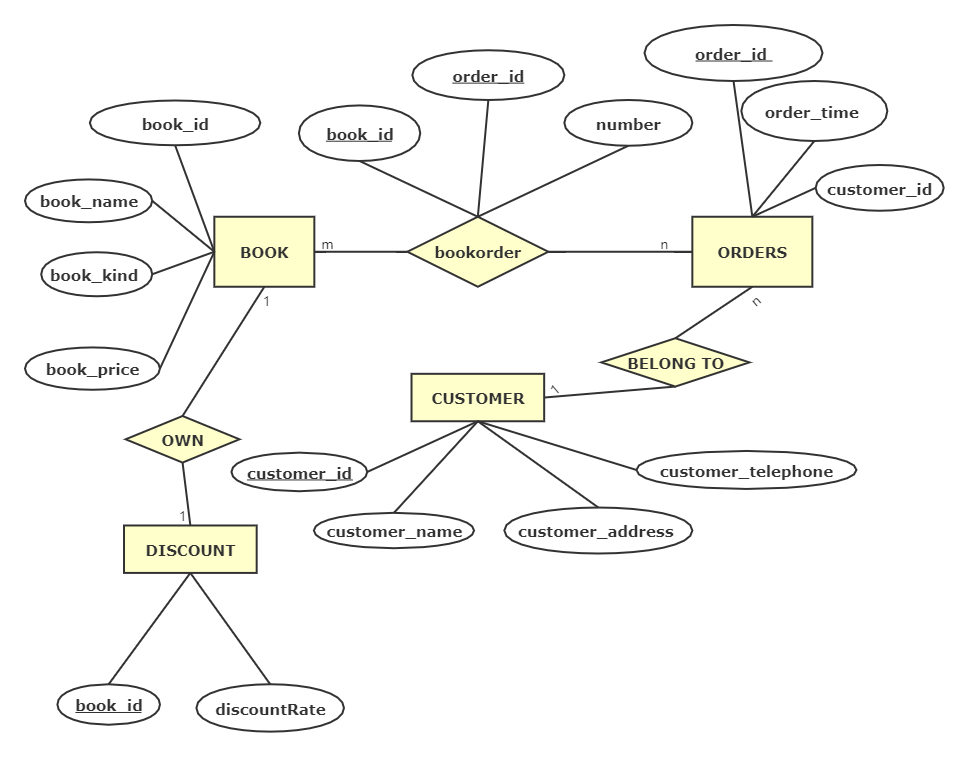 order_id
order_id
order_time
book_id
book_id
number
customer_id
book_name
BOOK
m
bookorder
n
ORDERS
book_kind
1
n
book_price
BELONG TO
1
CUSTOMER
OWN
customer_id
customer_telephone
1
customer_name
customer_address
DISCOUNT
book_id
discountRate